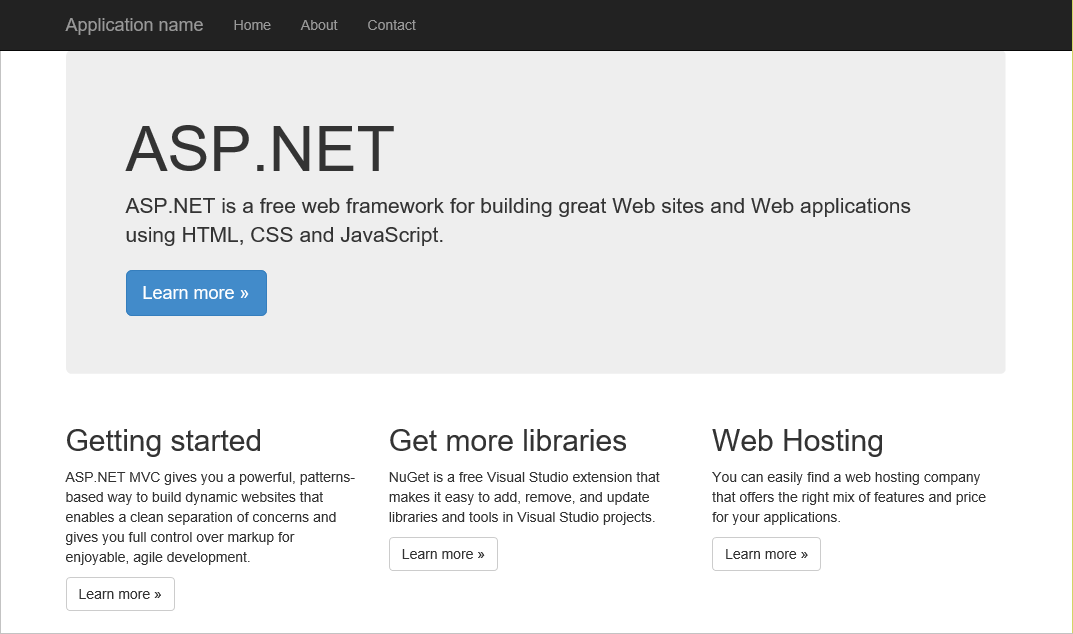 Application name Home About Contact
ASP.NET
ASP.NET is a free web framework for building great Web sites and Web applications
using HTML, CSS and JavaScript.
Learn more »
Getting started
ASP.NET MVC gives you a powerful, patterns-
based way to build dynamic websites that
enables a clean separation of concerns and
gives you full control over markup for
enjoyable, agile development.
Learn more »
Get more libraries
NuGet is a free Visual Studio extension that
makes it easy to add, remove, and update
libraries and tools in Visual Studio projects.
Learn more »
Web Hosting
You can easily find a web hosting company
that offers the right mix of features and price
for your applications.
Learn more »